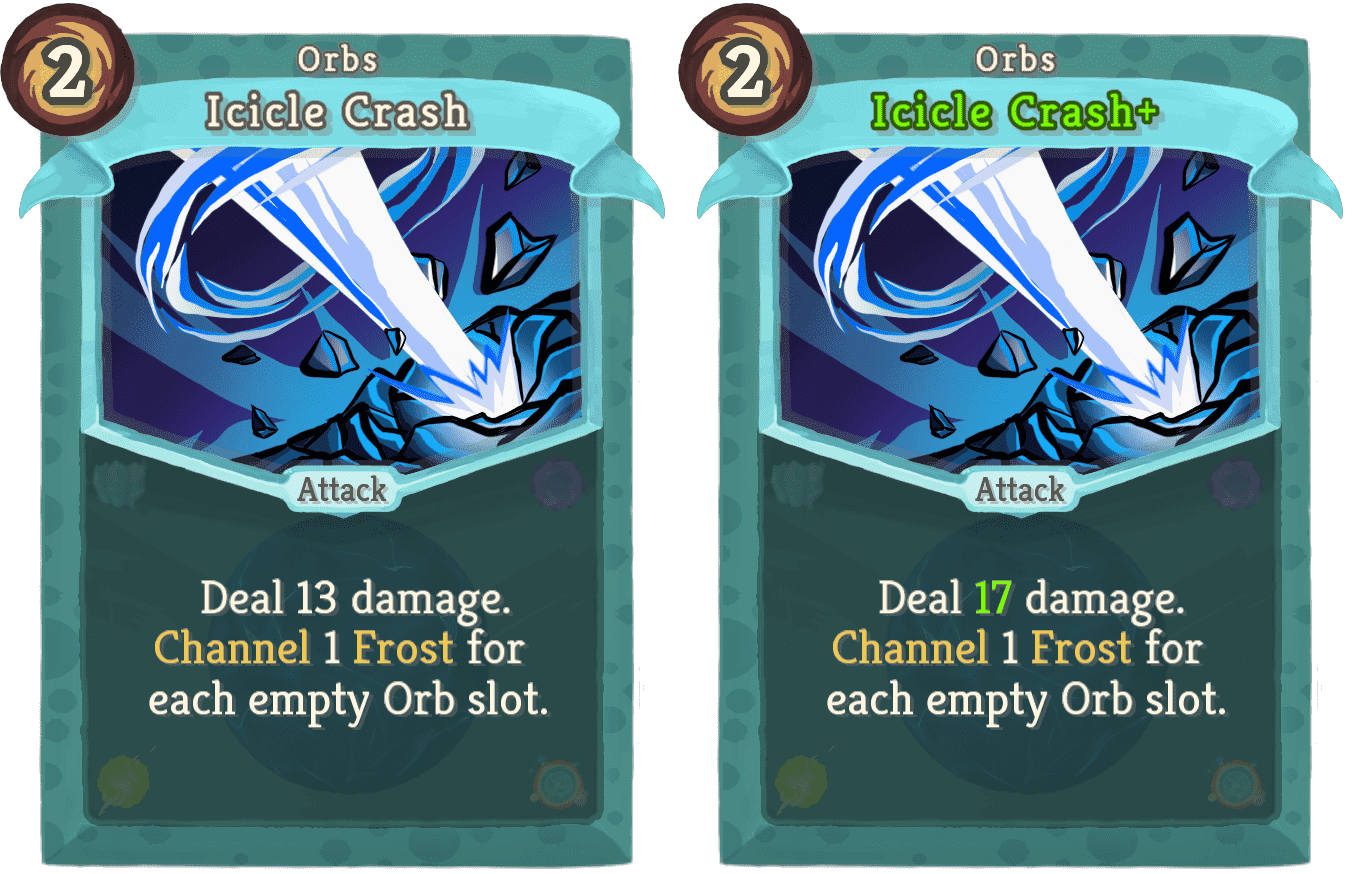 2
Orbs
Icicle Crash
Attack
Deal 13 damage.
Channel 1 Frost for
each empty Orb slot.
2
Orbs
Icicle Crash+
Attack
Deal 17 damage.
Channel 1 Frost for
each empty Orb slot.